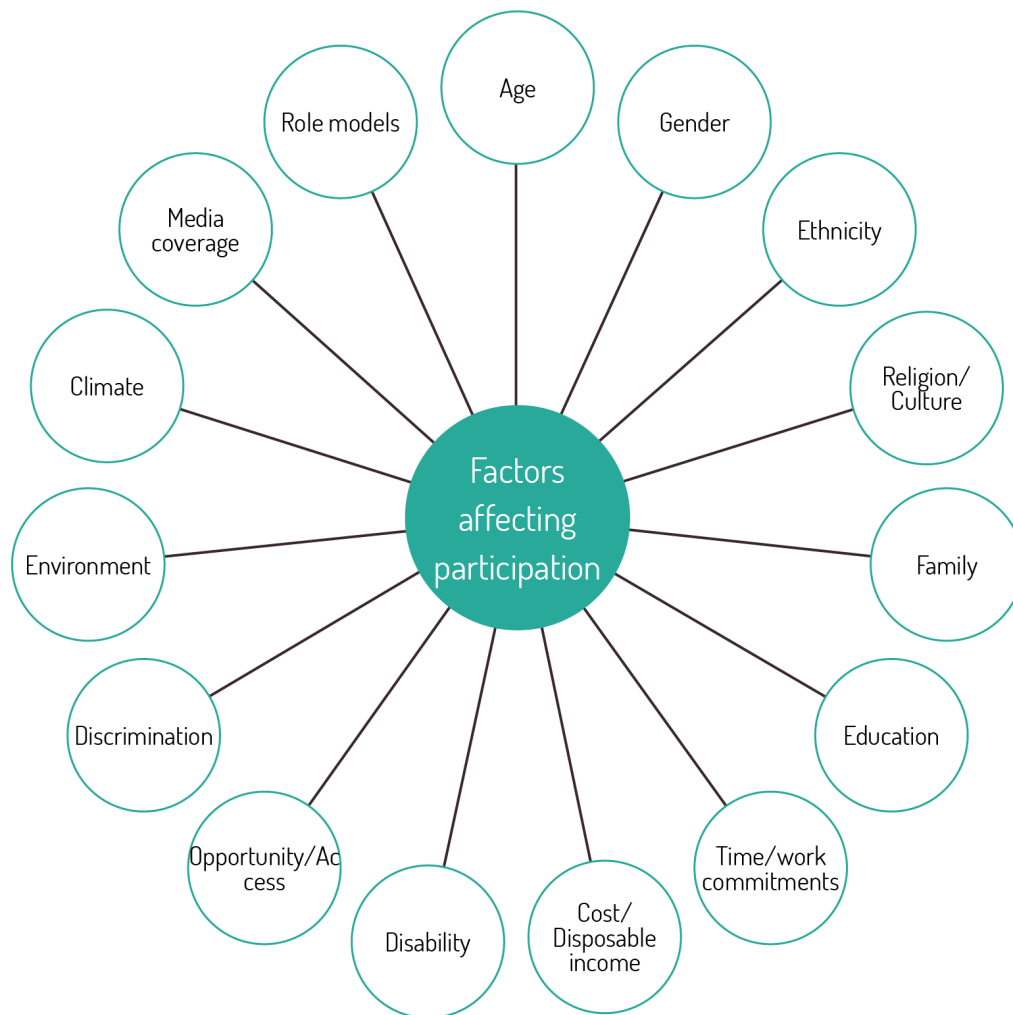 Factors
affecting
participation
Age
Gender
Ethnicity
Religion/
Culture
Family
Education
Time/work
commitments
Cost/
Disposable
income
Disability
Opportunity/Ac
cess
Discrimination
Environment
Climate
Media
coverage
Role models